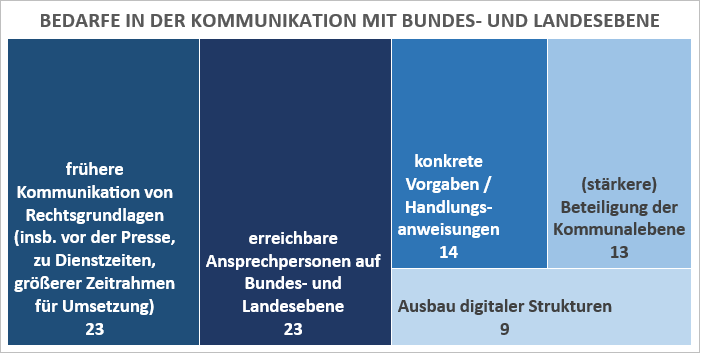 BEDARFE IN DER KOMMUNIKATION MIT BUNDES- UND LANDESEBENE
frühere
Kommunikation von
Rechtsgrundlagen
(insb. vor der Presse,
zu Dienstzeiten,
größerer Zeitrahmen
für Umsetzung)
23
erreichbare
Ansprechpersonen auf
Bundes- und
Landesebene
23
konkrete
Vorgaben /
Handlungs-
anweisungen
14
(stärkere)
Beteiligung der
Kommunalebene
13
Ausbau digitaler Strukturen
9